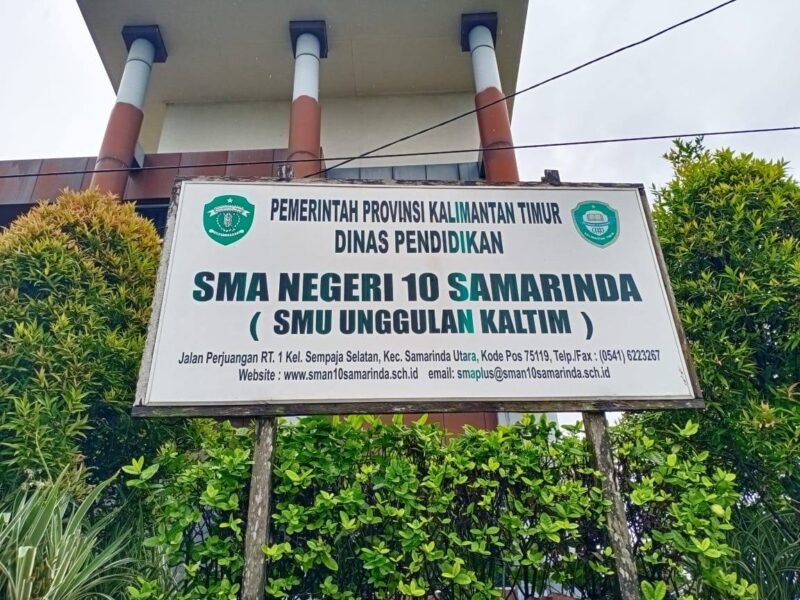 PEMERINTAH PROVINSI KALIMANTAN TIMUR
DINAS PENDIDIKAN
SMA NEGERI 10 SAMARINDA
( SMU UNGGULAN KALTIM )
Jalan Perjuangan RT. 1 Kel. Sempaja Selatan, Kec. Samarinda Utara, Kode Pos 75119, Telp./Fax : (0541) 6223267
Website : www.sman10samarinda.sch.id email: smaplus@sman10samarinda.sch.id